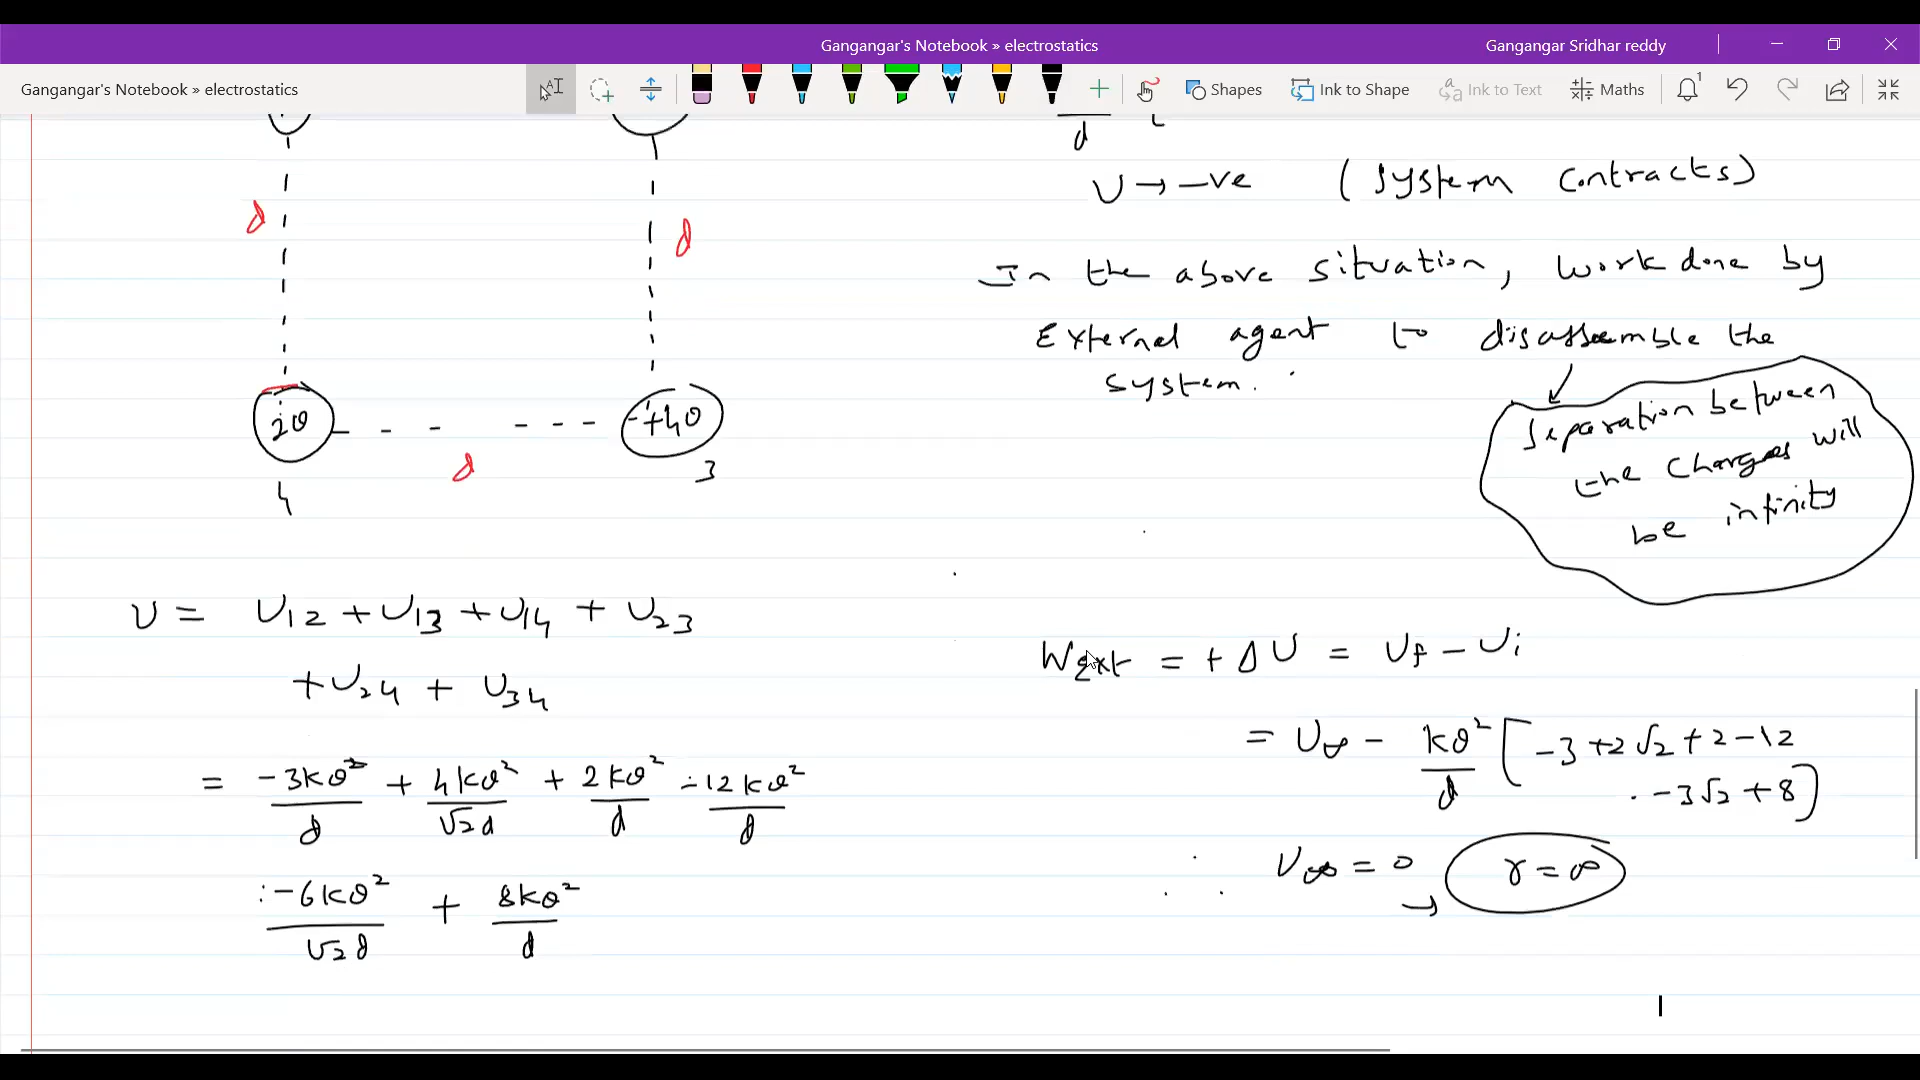 Gangangar's Notebook » electrostatics
Gangangar Sridhar reddy
Gangangar's Notebook » electrostatics
Shapes
Ink to Shape
Ink to Text
Maths
1
d
U → -ve (System contracts)
d
d
In the above situation, work done by
External agent to disassemble the
system.
Separation between
the charges will
be infinity
2Q
+4Q
d
3
4
U = U12 + U13 + U14 + U23
+ U24 + U34
= -3KQ²/d + 4KQ²/√2d + 2KQ²/d -12KQ²/d
-6KQ²/√2d + 8KQ²/d
WExt = + ΔU = Uf - Ui
= U∞ - KQ²/d [-3 + 2√2 + 2 - 12
-3√2 + 8]
∴ U∞ = 0 → r = ∞